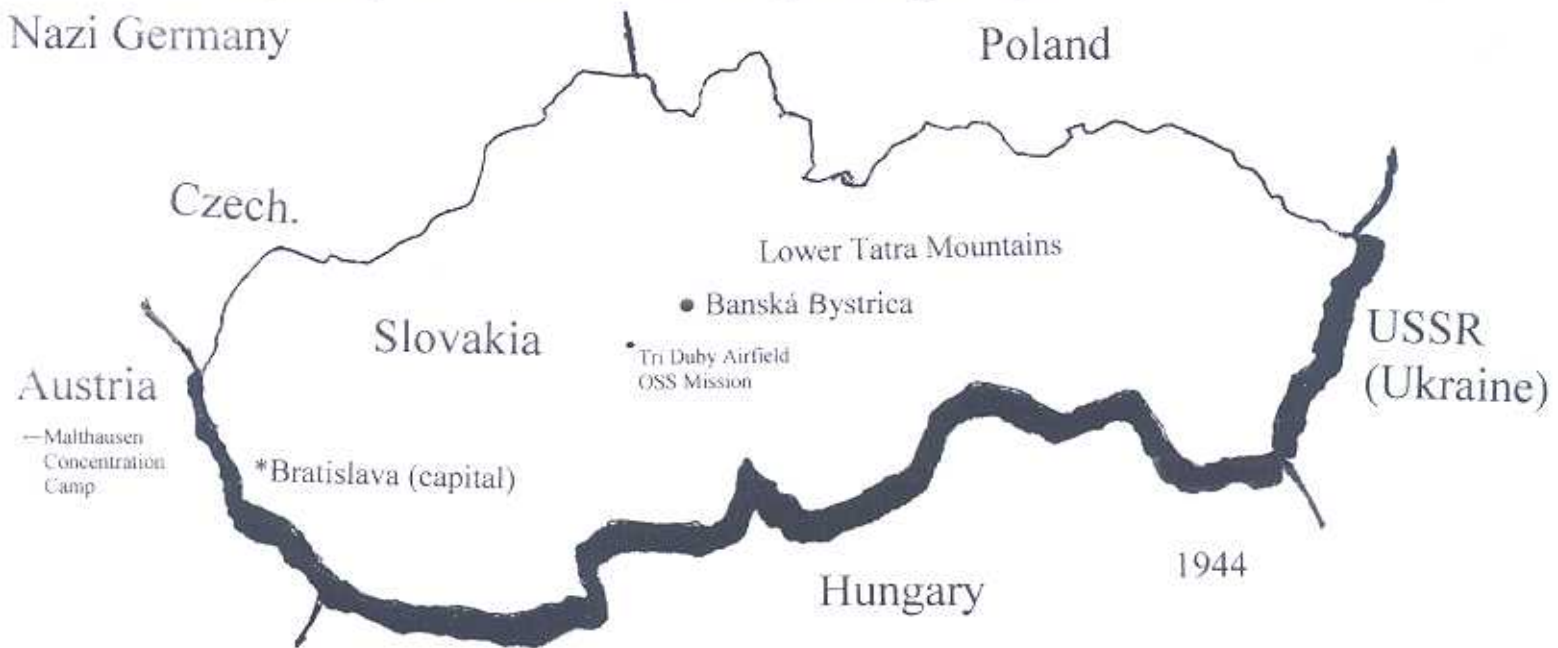 Nazi Germany
Poland
Czech.
Lower Tatra Mountains
• Banská Bystrica
Slovakia
Tri Duby Airfield
OSS Mission
USSR
(Ukraine)
Austria
—Malthausen
Concentration
Camp
*Bratislava (capital)
1944
Hungary